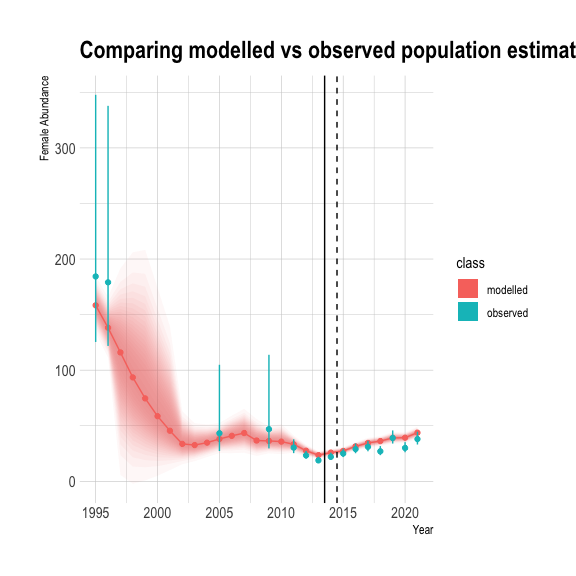 Comparing modelled vs observed population estimat
Female Abundance
300
200
100
0
1995
2000
2005
2010
2015
2020
Year
class
modelled
observed